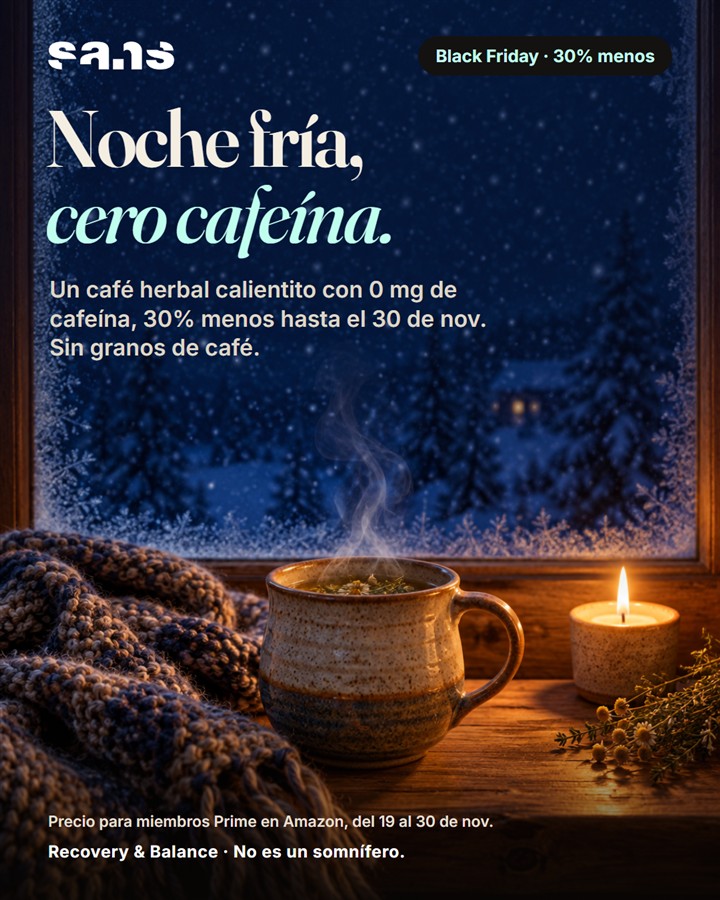 sans
Black Friday · 30% menos
Noche fría,
cero cafeína.
Un café herbal calientito con 0 mg de
cafeína, 30% menos hasta el 30 de nov.
Sin granos de café.
Precio para miembros Prime en Amazon, del 19 al 30 de nov.
Recovery & Balance · No es un somnífero.